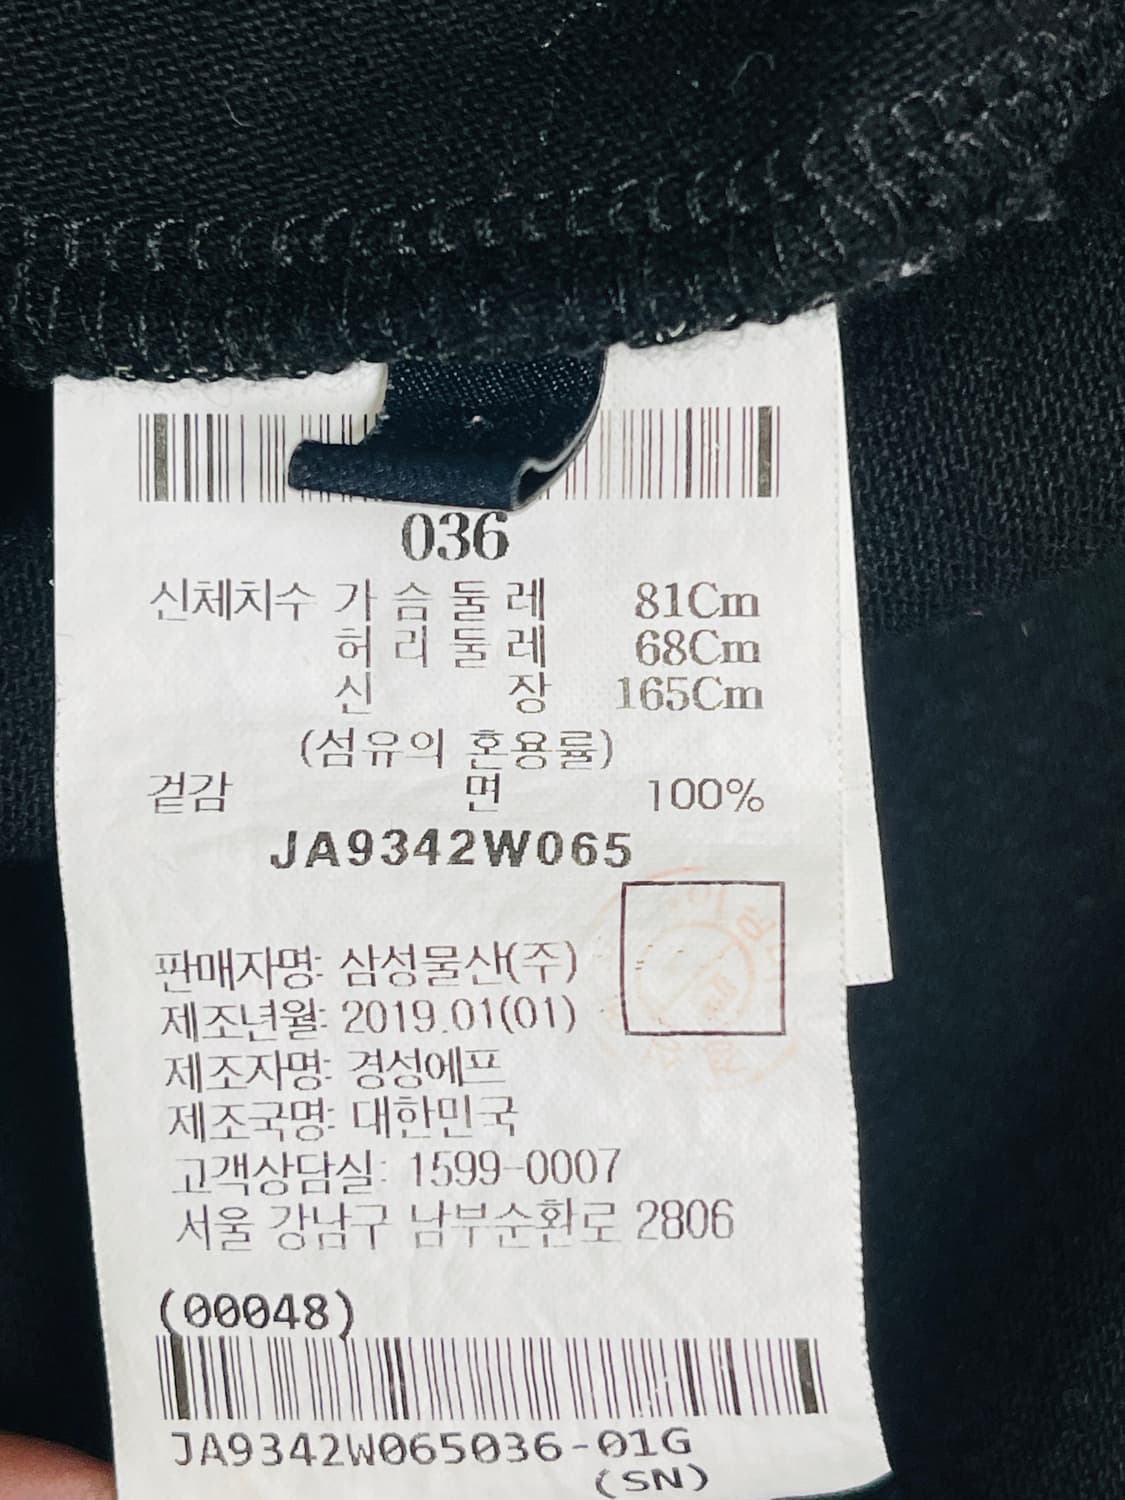 036
신체치수 가 슴 둘 레 81Cm
허 리 둘 레 68Cm
신 장 165Cm
(섬유의 혼용률)
겉감 면 100%
JA9342W065
판매자명: 삼성물산(주)
제조년월: 2019.01(01)
제조자명: 경성에프
제조국명: 대한민국
고객상담실: 1599-0007
서울 강남구 남부순환로 2806
(00048)
JA9342W065036-01G
(SN)